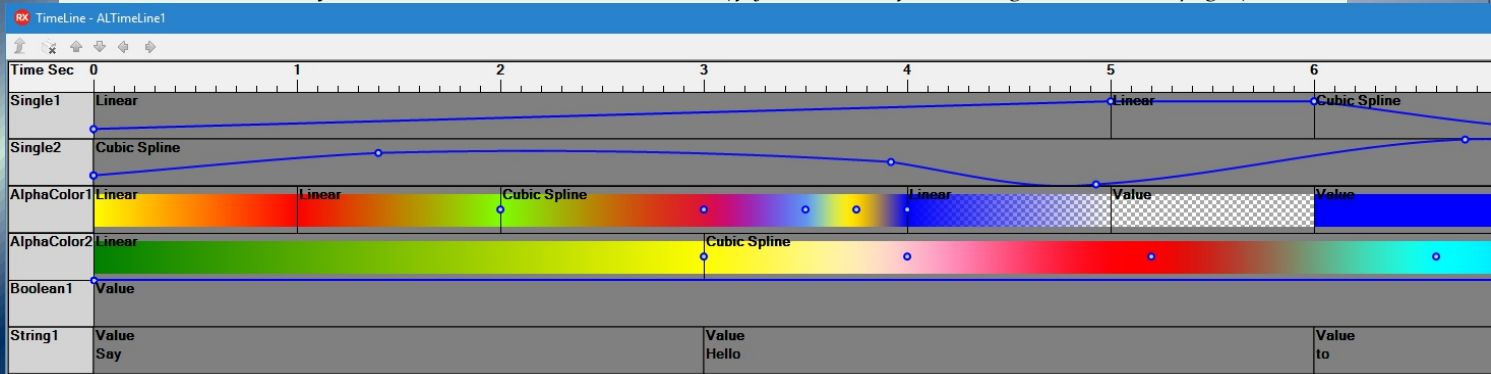 RX TimeLine - ALTimeLine1
Time Sec 0 1 2 3 4 5 6
Single1 Linear Linear Cubic Spline
Single2 Cubic Spline
AlphaColor1 Linear Linear Cubic Spline Linear Value Value
AlphaColor2 Linear Cubic Spline
Boolean1 Value
String1 Value Value Value
Say Hello to